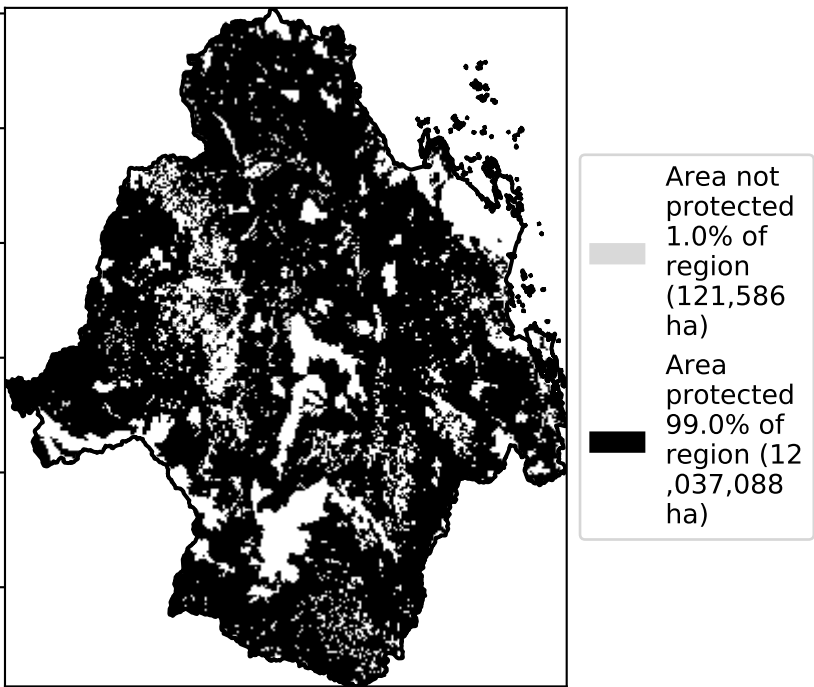 Area not
protected
1.0% of
region
(121,586
ha)
Area
protected
99.0% of
region (12
,037,088
ha)